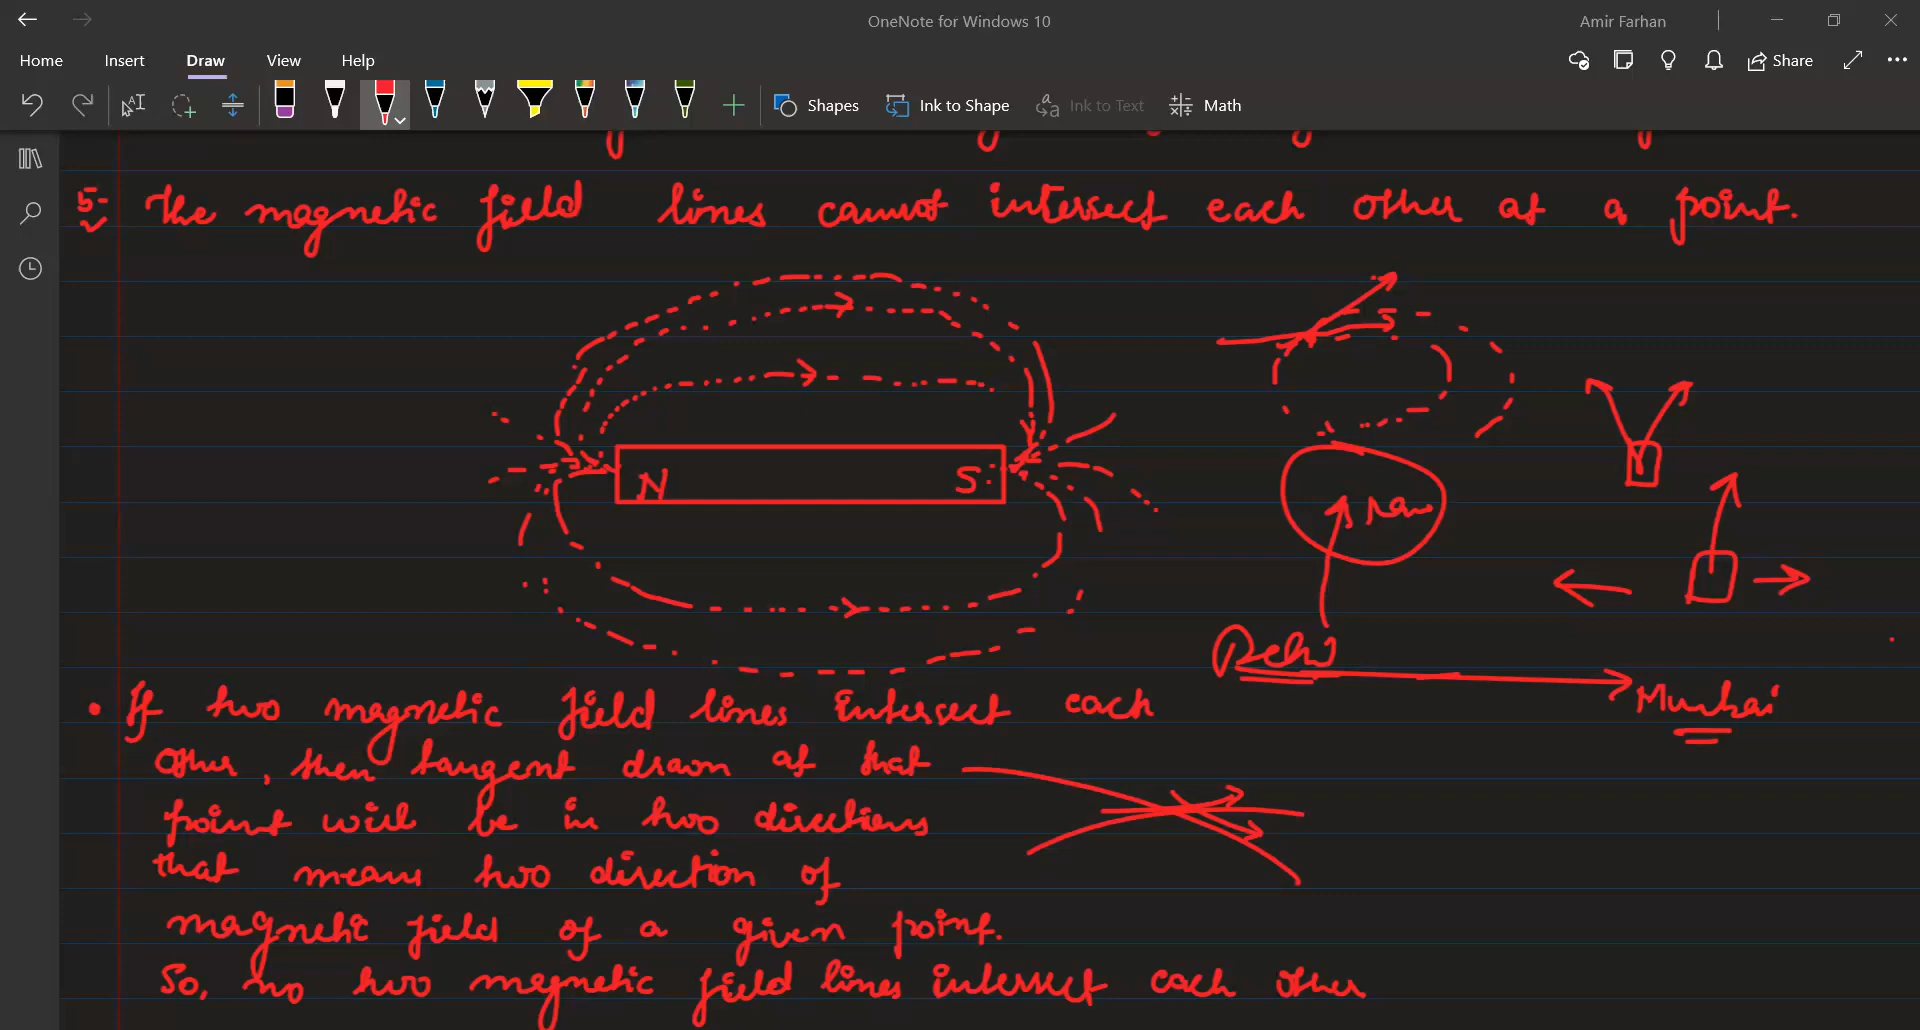 OneNote for Windows 10
Amir Farhan
Home Insert Draw View Help
Share
Shapes Ink to Shape Ink to Text Math
5- The magnetic field lines cannot intersect each other at a point.
N S
Ram
Delhi
Mumbai
• If two magnetic field lines intersect each
other, then tangent drawn at that
point will be in two directions
that means two direction of
magnetic field of a given point.
So, no two magnetic field lines intersect each other